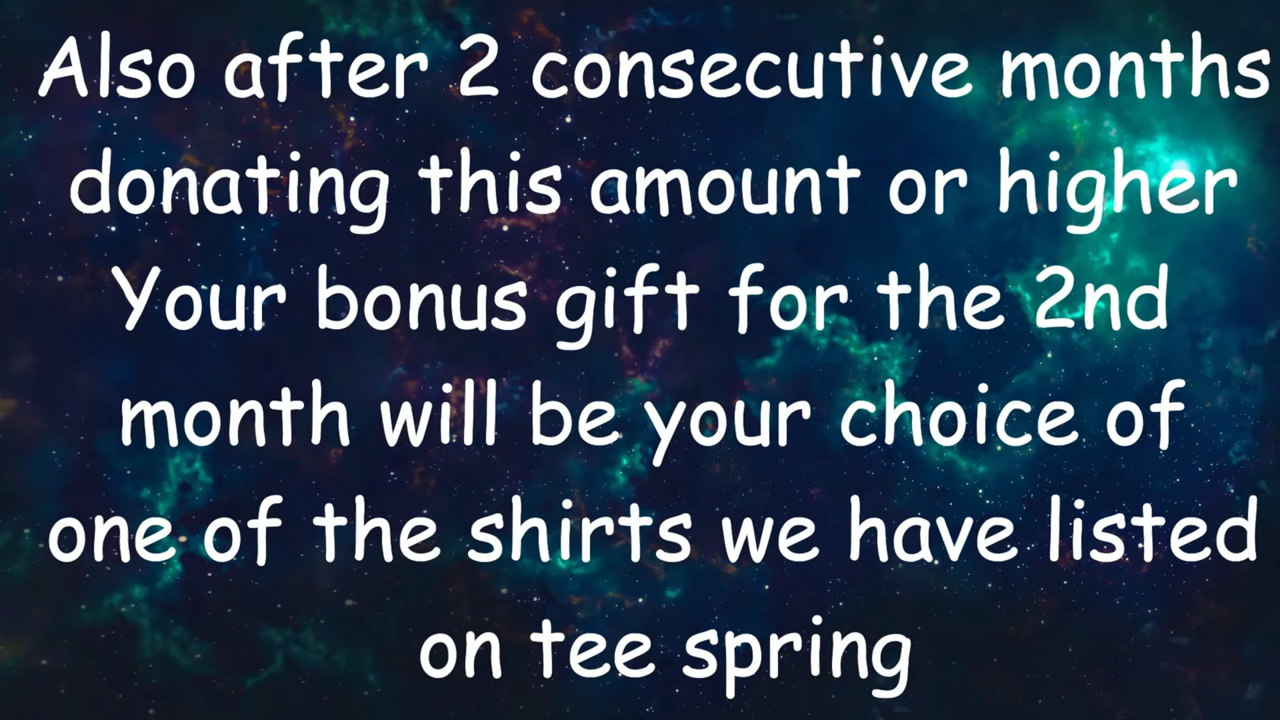 Also after 2 consecutive months
donating this amount or higher
Your bonus gift for the 2nd
month will be your choice of
one of the shirts we have listed
on tee spring